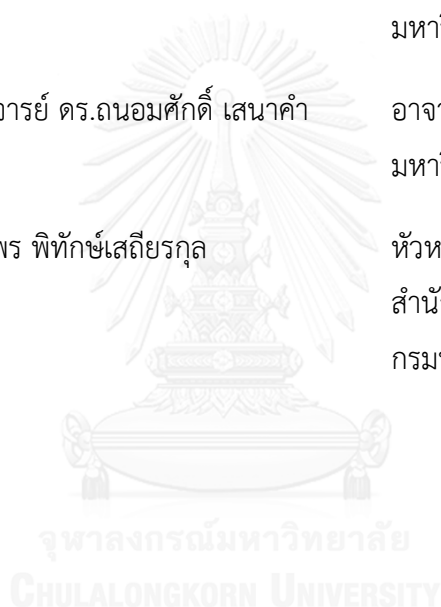 มหาวิ
จารย์ ดร.ถนอมศักดิ์ เสนาคำ อาจา
มหาวิ
พร พิทักษ์เสถียรกุล หัวห
สำนัก
กรมพ
จุฬาลงกรณ์มหาวิทยาลัย
CHULALONGKORN UNIVERSITY